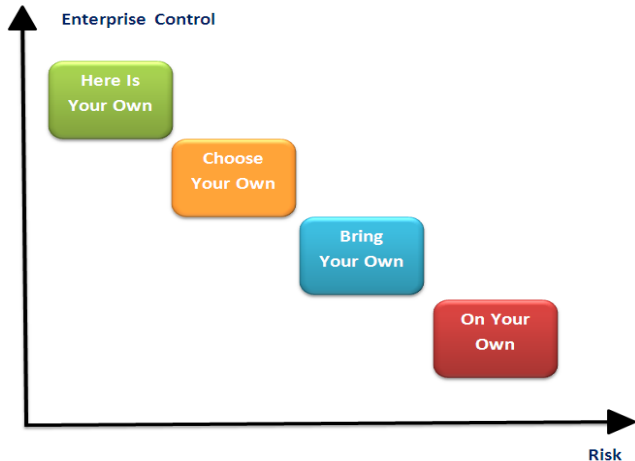 Enterprise Control
Here Is
Your Own
Choose
Your Own
Bring
Your Own
On Your
Own
Risk